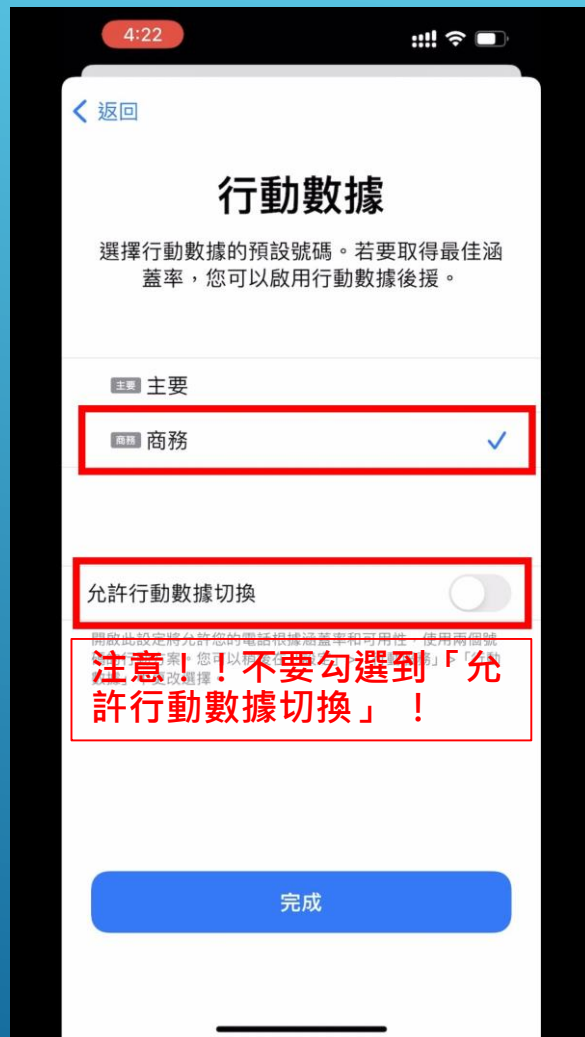 4:22
返回
行動數據
選擇行動數據的預設號碼。若要取得最佳涵
蓋率，您可以啟用行動數據後援。
主要 主要
商務 商務
允許行動數據切換
開啟此設定將允許您的電話根據涵蓋率和可用性，使用兩個號
注意！！不要勾選到「允
許行動數據切換」 ！
完成